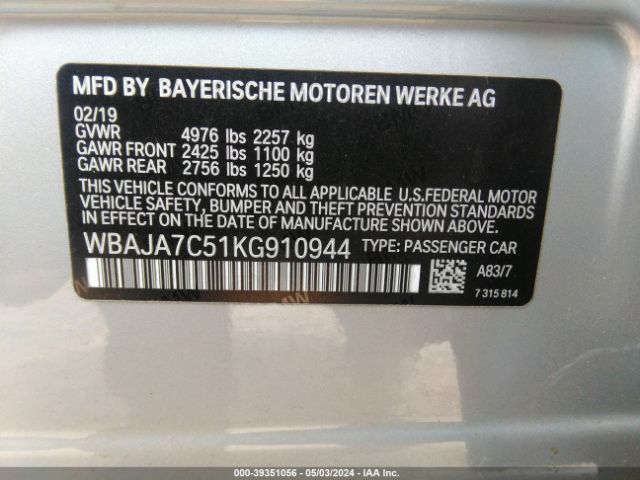 MFD BY BAYERISCHE MOTOREN WERKE AG
02/19
GVWR 4976 lbs 2257 kg
GAWR FRONT 2425 lbs 1100 kg
GAWR REAR 2756 lbs 1250 kg
THIS VEHICLE CONFORMS TO ALL APPLICABLE U.S.FEDERAL MOTOR
VEHICLE SAFETY, BUMPER AND THEFT PREVENTION STANDARDS
IN EFFECT ON THE DATE OF MANUFACTURE SHOWN ABOVE.
WBAJA7C51KG910944 TYPE: PASSENGER CAR
A83/7
7 315 814
000-39351056 - 05/03/2024 - IAA Inc.